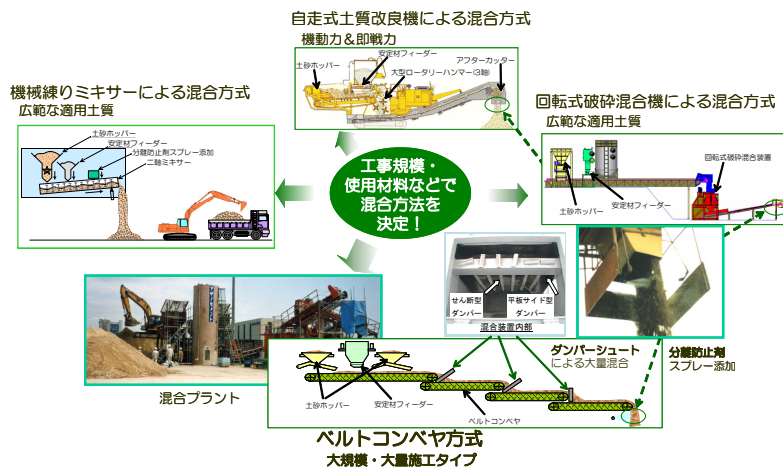 自走式土質改良機による混合方式
機動力＆即戦力
安定材フィーダー
アフターカッター
土砂ホッパー
大型ロータリーハンマー(3軸)
機械練りミキサーによる混合方式
広範な適用土質
土砂ホッパー
安定材フィーダー
分離防止剤スプレー添加
二軸ミキサー
回転式破砕混合機による混合方式
広範な適用土質
回転式破砕混合装置
安定材フィーダー
土砂ホッパー
工事規模・
使用材料などで
混合方法を
決定！
せん断型
ダンパー
平板サイド型
ダンパー
混合装置内部
ダンパーシュート
による大量混合
分離防止剤
スプレー添加
混合プラント
土砂ホッパー
安定材フィーダー
ベルトコンベヤ
ベルトコンベヤ方式
大規模・大量施工タイプ